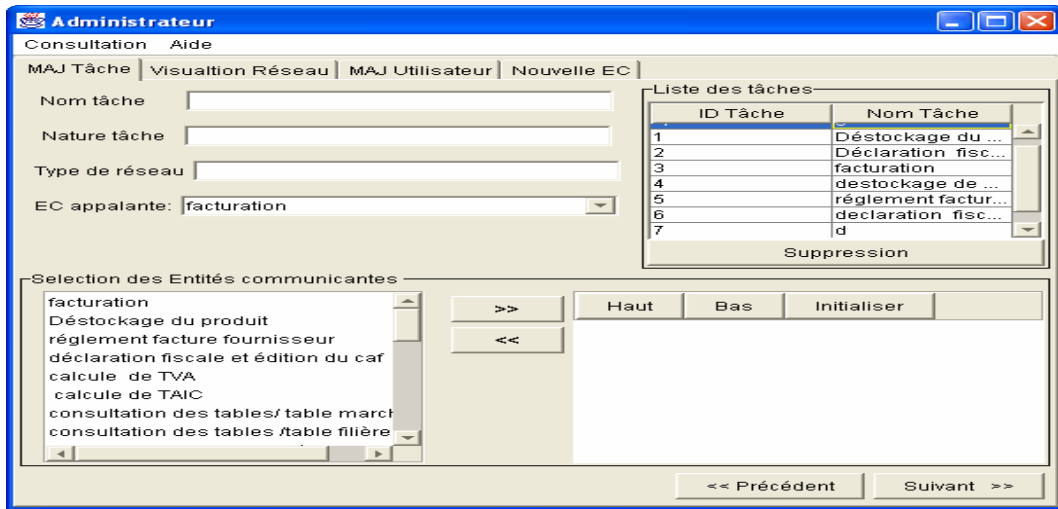 Administrateur
Consultation Aide
MAJ Tâche Visualtion Réseau MAJ Utilisateur Nouvelle EC
Nom tâche
Nature tâche
Type de réseau
EC appalante: facturation
Liste des tâches
ID Tâche Nom Tâche
1 Déstockage du ...
2 Déclaration fisc...
3 facturation
4 destockage de ...
5 réglement factur...
6 declaration fisc...
7 d
Suppression
Selection des Entités communicantes
facturation
Déstockage du produit
réglement facture fournisseur
déclaration fiscale et édition du caf
calcule de TVA
calcule de TAIC
consultation des tables/ table march
consultation des tables /table filière
>>
<<
Haut Bas Initialiser
<< Précédent Suivant >>